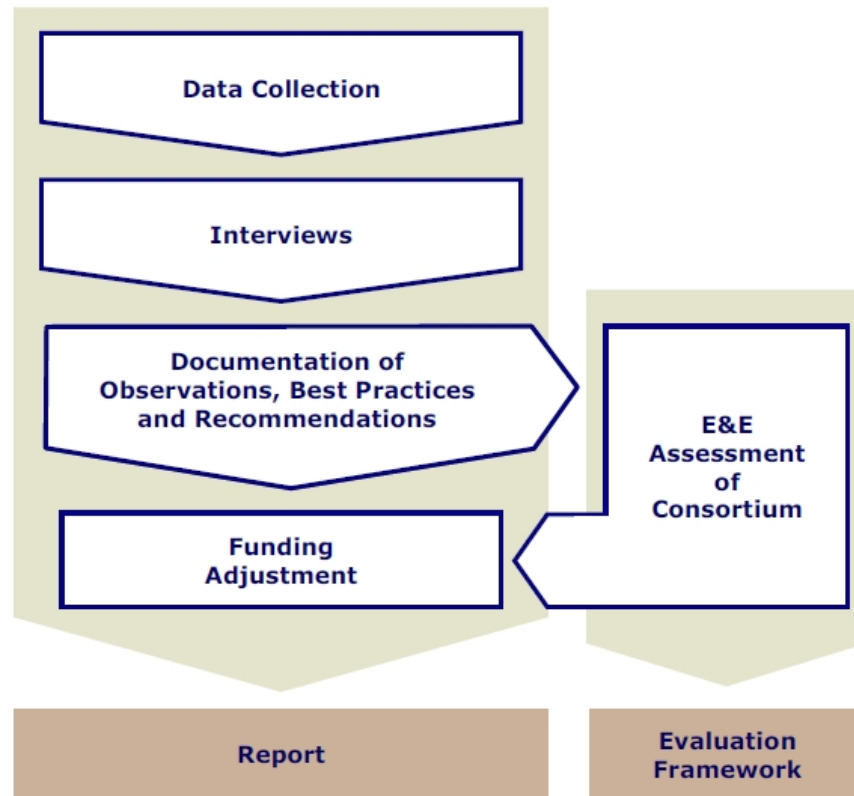 Data Collection
Interviews
Documentation of
Observations, Best Practices
and Recommendations
E&E
Assessment
of
Consortium
Funding
Adjustment
Report
Evaluation
Framework